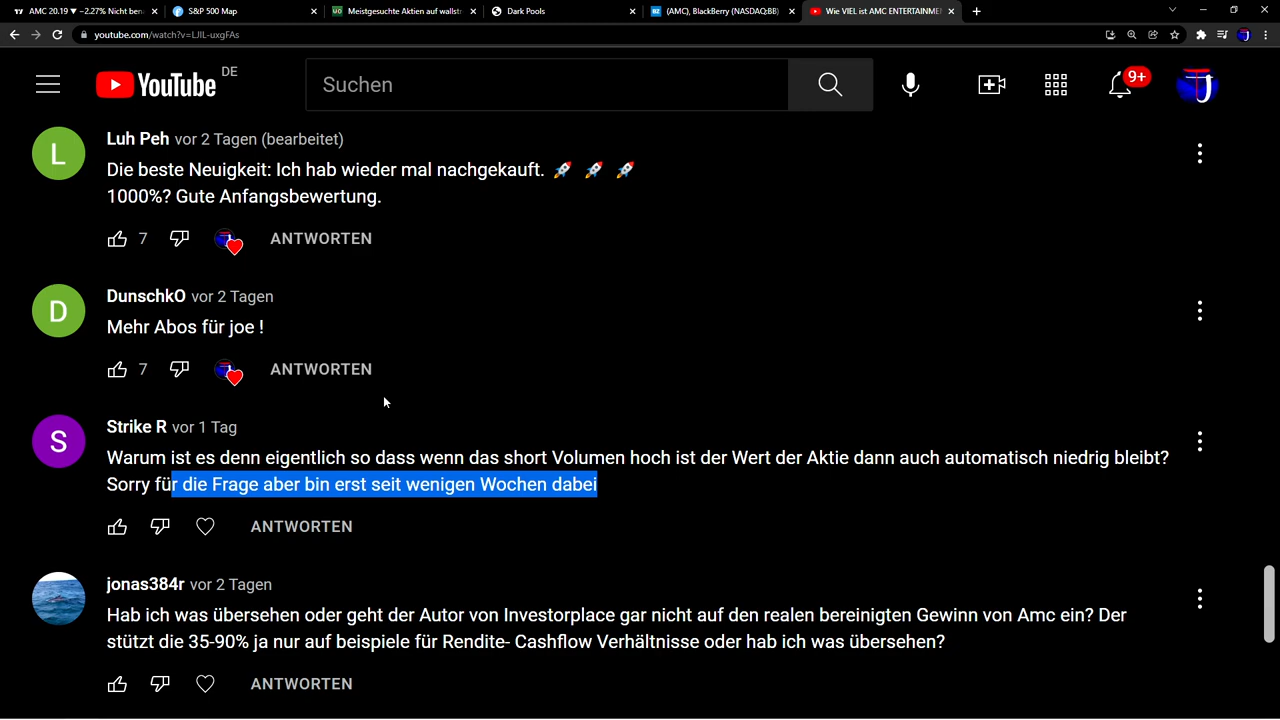 AMC 20.19 ▼ −2.27% Nicht ben
S&P 500 Map
Meistgesuchte Aktien auf wallstr
Dark Pools
(AMC), BlackBerry (NASDAQ:BB)
Wie VIEL ist AMC ENTERTAINME
youtube.com/watch?v=LJlL-uxgFAs
YouTube DE
Suchen
9+
L
Luh Peh vor 2 Tagen (bearbeitet)
Die beste Neuigkeit: Ich hab wieder mal nachgekauft. 🚀 🚀 🚀
1000%? Gute Anfangsbewertung.
7 ANTWORTEN
D
DunschkO vor 2 Tagen
Mehr Abos für joe !
7 ANTWORTEN
S
Strike R vor 1 Tag
Warum ist es denn eigentlich so dass wenn das short Volumen hoch ist der Wert der Aktie dann auch automatisch niedrig bleibt?
Sorry für die Frage aber bin erst seit wenigen Wochen dabei
ANTWORTEN
jonas384r vor 2 Tagen
Hab ich was übersehen oder geht der Autor von Investorplace gar nicht auf den realen bereinigten Gewinn von Amc ein? Der
stützt die 35-90% ja nur auf beispiele für Rendite- Cashflow Verhältnisse oder hab ich was übersehen?
ANTWORTEN